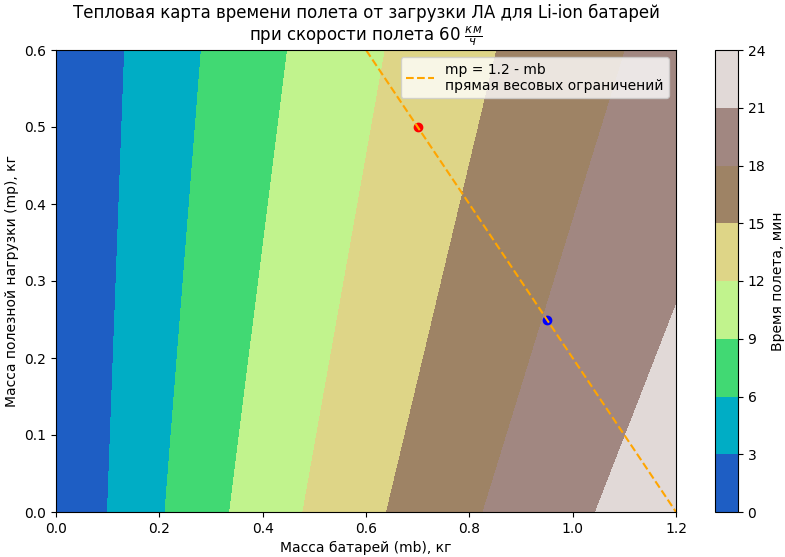 Тепловая карта времени полета от загрузки ЛА для Li-ion батарей
при скорости полета 60 км/ч
mp = 1.2 - mb
прямая весовых ограничений
Масса полезной нагрузки (mp), кг
0.6
0.5
0.4
0.3
0.2
0.1
0.0
0.0 0.2 0.4 0.6 0.8 1.0 1.2
Масса батарей (mb), кг
24
21
18
15
12
9
6
3
0
Время полета, мин